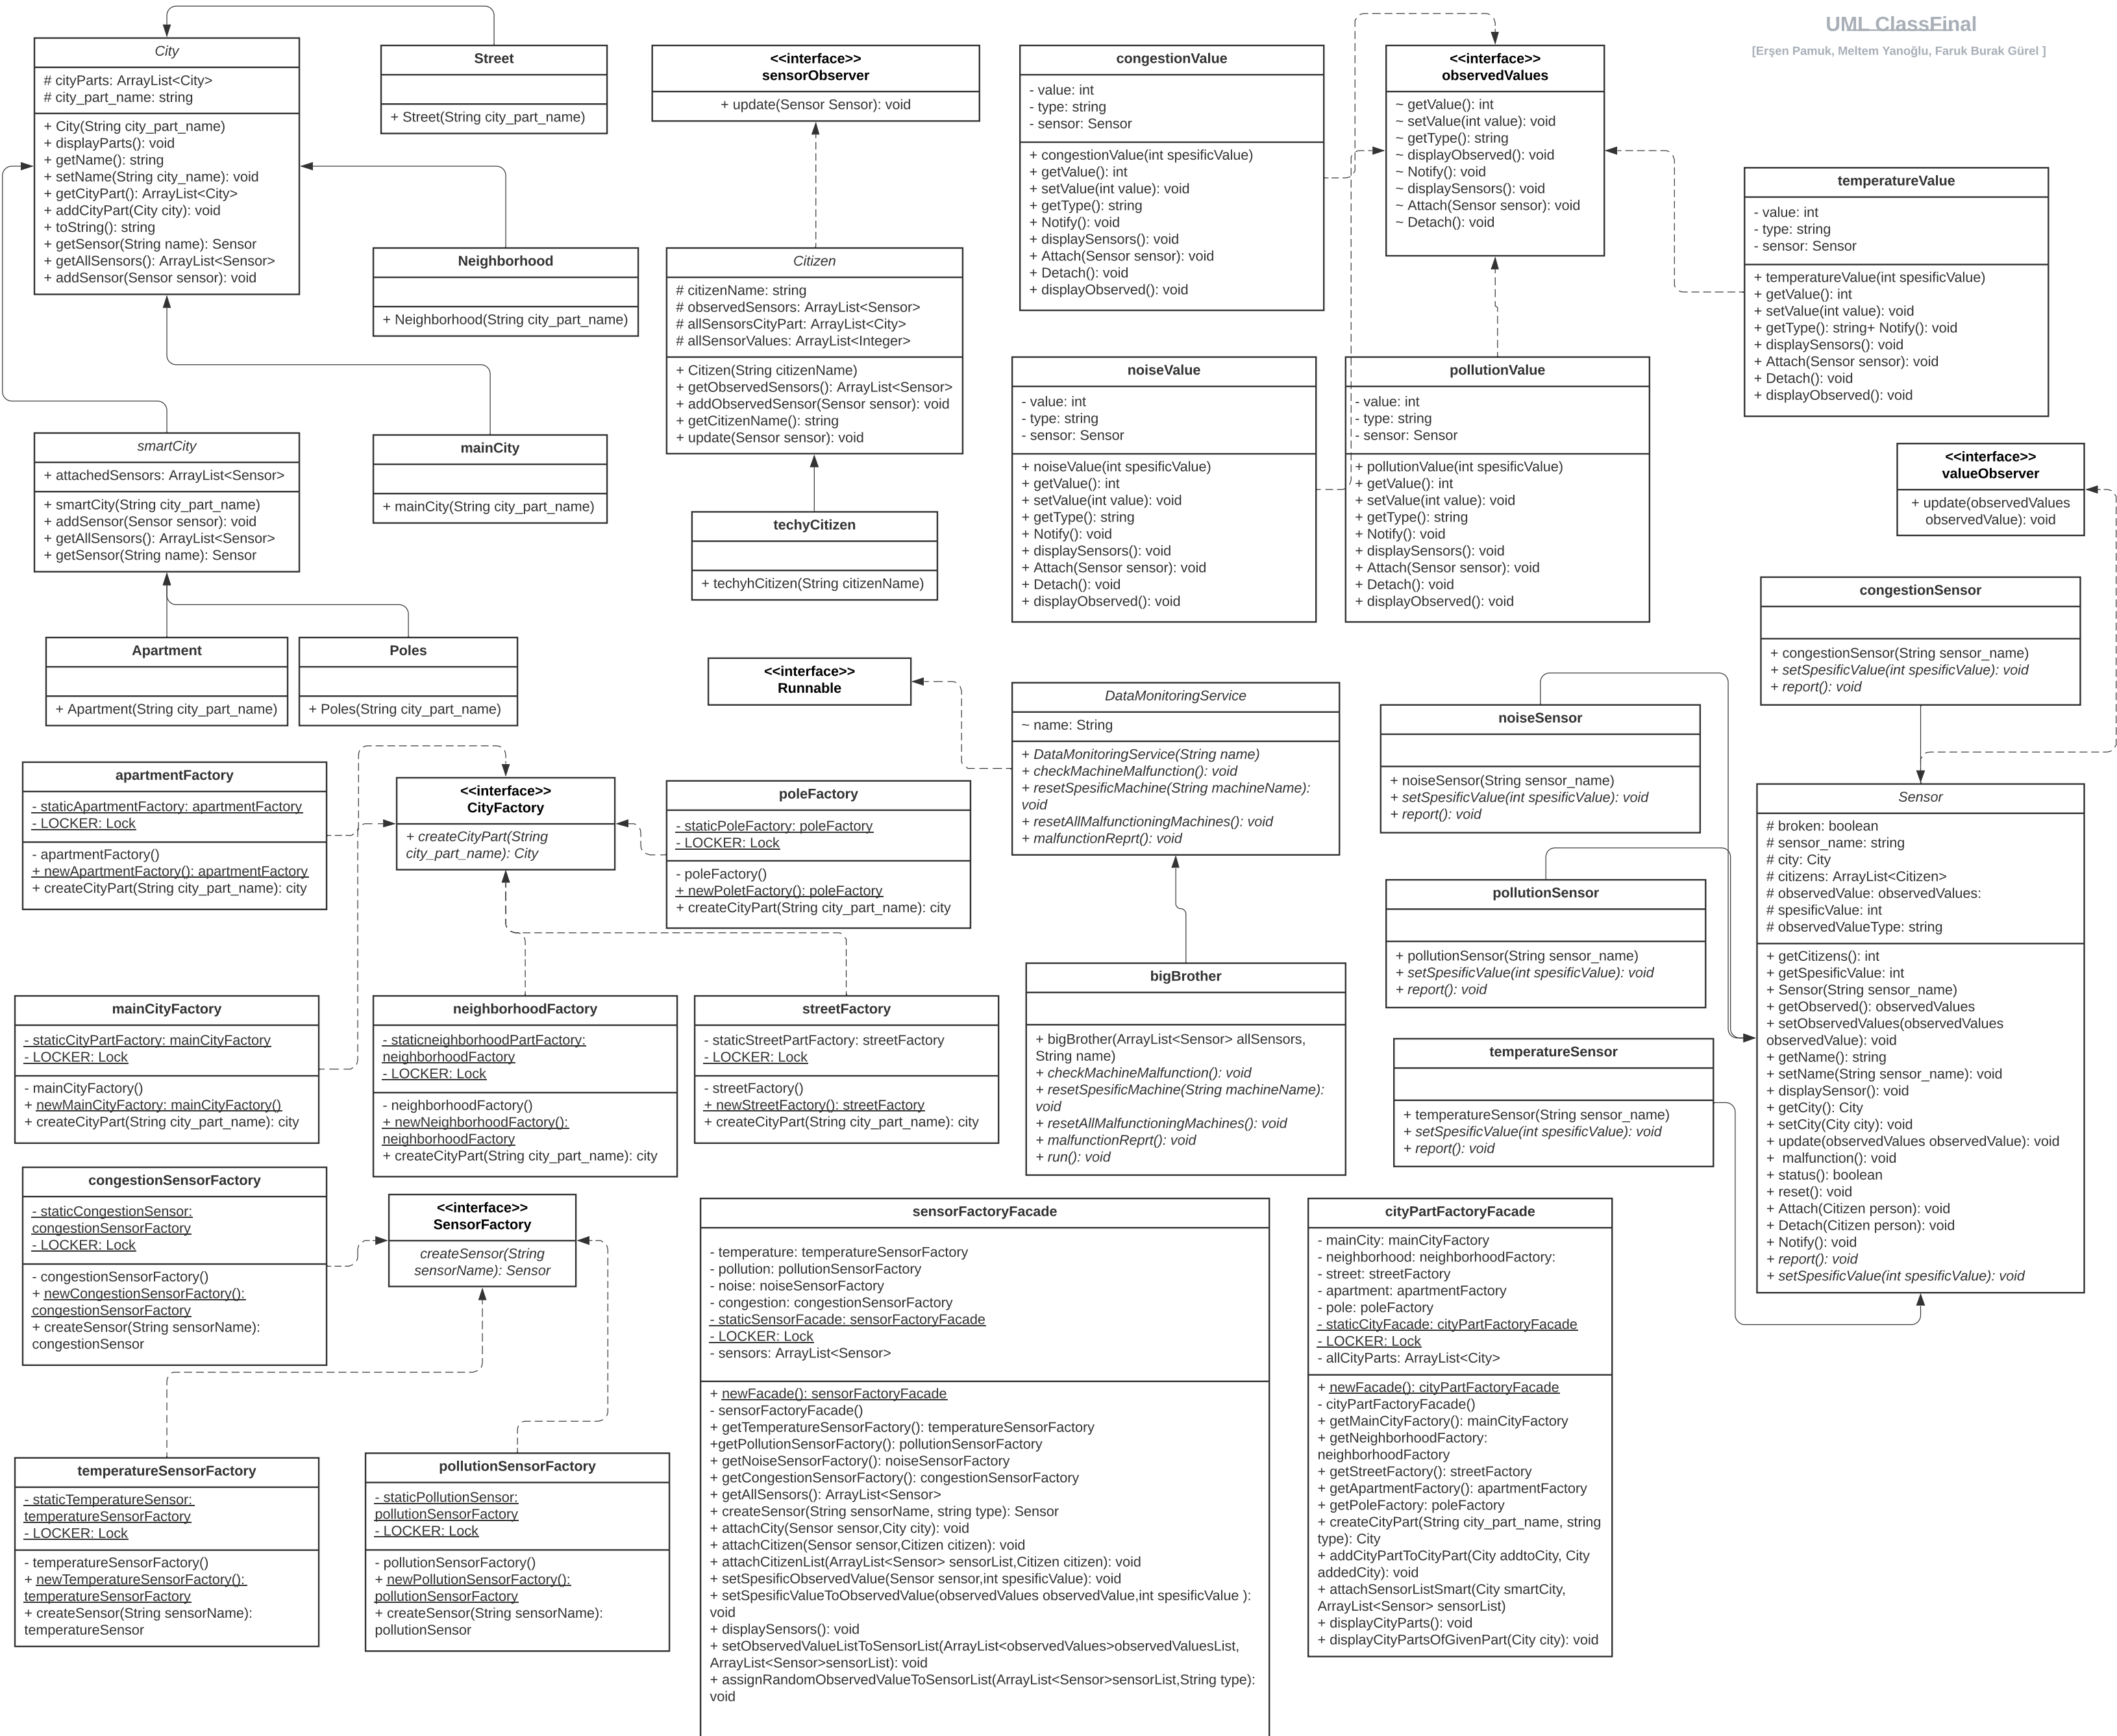 UML ClassFinal
[Erşen Pamuk, Meltem Yanoğlu, Faruk Burak Gürel ]
City
# cityParts: ArrayList<City>
# city_part_name: string
+ City(String city_part_name)
+ displayParts(): void
+ getName(): string
+ setName(String city_name): void
+ getCityPart(): ArrayList<City>
+ addCityPart(City city): void
+ toString(): string
+ getSensor(String name): Sensor
+ getAllSensors(): ArrayList<Sensor>
+ addSensor(Sensor sensor): void
Street
+ Street(String city_part_name)
<<interface>>
sensorObserver
+ update(Sensor Sensor): void
congestionValue
- value: int
- type: string
- sensor: Sensor
+ congestionValue(int spesificValue)
+ getValue(): int
+ setValue(int value): void
+ getType(): string
+ Notify(): void
+ displaySensors(): void
+ Attach(Sensor sensor): void
+ Detach(): void
+ displayObserved(): void
<<interface>>
observedValues
~ getValue(): int
~ setValue(int value): void
~ getType(): string
~ displayObserved(): void
~ Notify(): void
~ displaySensors(): void
~ Attach(Sensor sensor): void
~ Detach(): void
temperatureValue
- value: int
- type: string
- sensor: Sensor
+ temperatureValue(int spesificValue)
+ getValue(): int
+ setValue(int value): void
+ getType(): string+ Notify(): void
+ displaySensors(): void
+ Attach(Sensor sensor): void
+ Detach(): void
+ displayObserved(): void
Neighborhood
+ Neighborhood(String city_part_name)
Citizen
# citizenName: string
# observedSensors: ArrayList<Sensor>
# allSensorsCityPart: ArrayList<City>
# allSensorValues: ArrayList<Integer>
+ Citizen(String citizenName)
+ getObservedSensors(): ArrayList<Sensor>
+ addObservedSensor(Sensor sensor): void
+ getCitizenName(): string
+ update(Sensor sensor): void
noiseValue
- value: int
- type: string
- sensor: Sensor
+ noiseValue(int spesificValue)
+ getValue(): int
+ setValue(int value): void
+ getType(): string
+ Notify(): void
+ displaySensors(): void
+ Attach(Sensor sensor): void
+ Detach(): void
+ displayObserved(): void
pollutionValue
- value: int
- type: string
- sensor: Sensor
+ pollutionValue(int spesificValue)
+ getValue(): int
+ setValue(int value): void
+ getType(): string
+ Notify(): void
+ displaySensors(): void
+ Attach(Sensor sensor): void
+ Detach(): void
+ displayObserved(): void
smartCity
+ attachedSensors: ArrayList<Sensor>
+ smartCity(String city_part_name)
+ addSensor(Sensor sensor): void
+ getAllSensors(): ArrayList<Sensor>
+ getSensor(String name): Sensor
mainCity
+ mainCity(String city_part_name)
<<interface>>
valueObserver
+ update(observedValues
observedValue): void
techyCitizen
+ techyhCitizen(String citizenName)
congestionSensor
+ congestionSensor(String sensor_name)
+ setSpesificValue(int spesificValue): void
+ report(): void
Apartment
+ Apartment(String city_part_name)
Poles
+ Poles(String city_part_name)
<<interface>>
Runnable
DataMonitoringService
~ name: String
+ DataMonitoringService(String name)
+ checkMachineMalfunction(): void
+ resetSpesificMachine(String machineName):
void
+ resetAllMalfunctioningMachines(): void
+ malfunctionReprt(): void
noiseSensor
+ noiseSensor(String sensor_name)
+ setSpesificValue(int spesificValue): void
+ report(): void
apartmentFactory
- staticApartmentFactory: apartmentFactory
- LOCKER: Lock
- apartmentFactory()
+ newApartmentFactory(): apartmentFactory
+ createCityPart(String city_part_name): city
<<interface>>
CityFactory
+ createCityPart(String
city_part_name): City
poleFactory
- staticPoleFactory: poleFactory
- LOCKER: Lock
- poleFactory()
+ newPoletFactory(): poleFactory
+ createCityPart(String city_part_name): city
Sensor
# broken: boolean
# sensor_name: string
# city: City
# citizens: ArrayList<Citizen>
# observedValue: observedValues:
# spesificValue: int
# observedValueType: string
+ getCitizens(): int
+ getSpesificValue: int
+ Sensor(String sensor_name)
+ getObserved(): observedValues
+ setObservedValues(observedValues
observedValue): void
+ getName(): string
+ setName(String sensor_name): void
+ displaySensor(): void
+ getCity(): City
+ setCity(City city): void
+ update(observedValues observedValue): void
+  malfunction(): void
+ status(): boolean
+ reset(): void
+ Attach(Citizen person): void
+ Detach(Citizen person): void
+ Notify(): void
+ report(): void
+ setSpesificValue(int spesificValue): void
pollutionSensor
+ pollutionSensor(String sensor_name)
+ setSpesificValue(int spesificValue): void
+ report(): void
bigBrother
+ bigBrother(ArrayList<Sensor> allSensors,
String name)
+ checkMachineMalfunction(): void
+ resetSpesificMachine(String machineName):
void
+ resetAllMalfunctioningMachines(): void
+ malfunctionReprt(): void
+ run(): void
mainCityFactory
- staticCityPartFactory: mainCityFactory
- LOCKER: Lock
- mainCityFactory()
+ newMainCityFactory: mainCityFactory()
+ createCityPart(String city_part_name): city
neighborhoodFactory
- staticneighborhoodPartFactory:
neighborhoodFactory
- LOCKER: Lock
- neighborhoodFactory()
+ newNeighborhoodFactory():
neighborhoodFactory
+ createCityPart(String city_part_name): city
streetFactory
- staticStreetPartFactory: streetFactory
- LOCKER: Lock
- streetFactory()
+ newStreetFactory(): streetFactory
+ createCityPart(String city_part_name): city
temperatureSensor
+ temperatureSensor(String sensor_name)
+ setSpesificValue(int spesificValue): void
+ report(): void
congestionSensorFactory
- staticCongestionSensor:
congestionSensorFactory
- LOCKER: Lock
- congestionSensorFactory()
+ newCongestionSensorFactory():
congestionSensorFactory
+ createSensor(String sensorName):
congestionSensor
<<interface>>
SensorFactory
createSensor(String
sensorName): Sensor
sensorFactoryFacade
- temperature: temperatureSensorFactory
- pollution: pollutionSensorFactory
- noise: noiseSensorFactory
- congestion: congestionSensorFactory
- staticSensorFacade: sensorFactoryFacade
- LOCKER: Lock
- sensors: ArrayList<Sensor>
+ newFacade(): sensorFactoryFacade
- sensorFactoryFacade()
+ getTemperatureSensorFactory(): temperatureSensorFactory
+getPollutionSensorFactory(): pollutionSensorFactory
+ getNoiseSensorFactory(): noiseSensorFactory
+ getCongestionSensorFactory(): congestionSensorFactory
+ getAllSensors(): ArrayList<Sensor>
+ createSensor(String sensorName, string type): Sensor
+ attachCity(Sensor sensor,City city): void
+ attachCitizen(Sensor sensor,Citizen citizen): void
+ attachCitizenList(ArrayList<Sensor> sensorList,Citizen citizen): void
+ setSpesificObservedValue(Sensor sensor,int spesificValue): void
+ setSpesificValueToObservedValue(observedValues observedValue,int spesificValue ):
void
+ displaySensors(): void
+ setObservedValueListToSensorList(ArrayList<observedValues>observedValuesList,
ArrayList<Sensor>sensorList): void
+ assignRandomObservedValueToSensorList(ArrayList<Sensor>sensorList,String type):
void
cityPartFactoryFacade
- mainCity: mainCityFactory
- neighborhood: neighborhoodFactory:
- street: streetFactory
- apartment: apartmentFactory
- pole: poleFactory
- staticCityFacade: cityPartFactoryFacade
- LOCKER: Lock
- allCityParts: ArrayList<City>
+ newFacade(): cityPartFactoryFacade
- cityPartFactoryFacade()
+ getMainCityFactory(): mainCityFactory
+ getNeighborhoodFactory:
neighborhoodFactory
+ getStreetFactory(): streetFactory
+ getApartmentFactory(): apartmentFactory
+ getPoleFactory: poleFactory
+ createCityPart(String city_part_name, string
type): City
+ addCityPartToCityPart(City addtoCity, City
addedCity): void
+ attachSensorListSmart(City smartCity,
ArrayList<Sensor> sensorList)
+ displayCityParts(): void
+ displayCityPartsOfGivenPart(City city): void
temperatureSensorFactory
- staticTemperatureSensor:
temperatureSensorFactory
- LOCKER: Lock
- temperatureSensorFactory()
+ newTemperatureSensorFactory():
temperatureSensorFactory
+ createSensor(String sensorName):
temperatureSensor
pollutionSensorFactory
- staticPollutionSensor:
pollutionSensorFactory
- LOCKER: Lock
- pollutionSensorFactory()
+ newPollutionSensorFactory():
pollutionSensorFactory
+ createSensor(String sensorName):
pollutionSensor